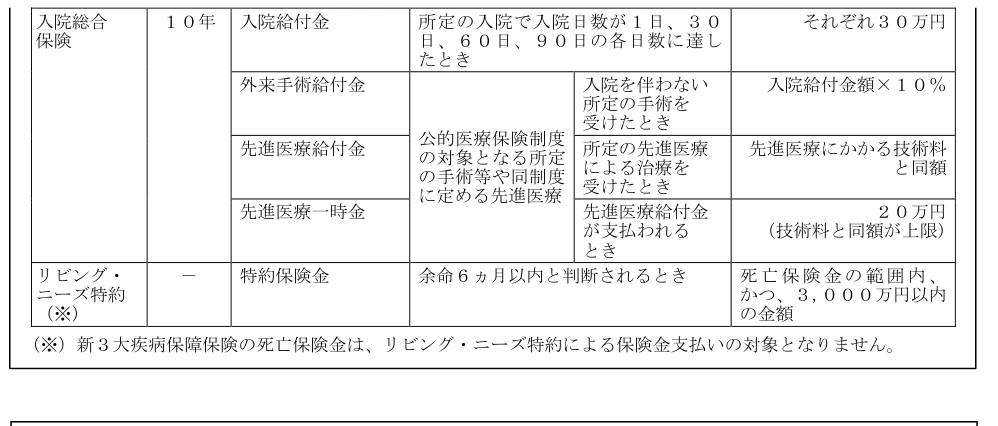 入院総合
保険
１０年
入院給付金
所定の入院で入院日数が１日、３０
日、６０日、９０日の各日数に達し
たとき
それぞれ３０万円
外来手術給付金
公的医療保険制度
の対象となる所定
の手術等や同制度
に定める先進医療
入院を伴わない
所定の手術を
受けたとき
入院給付金額×１０％
先進医療給付金
所定の先進医療
による治療を
受けたとき
先進医療にかかる技術料
と同額
先進医療一時金
先進医療給付金
が支払われる
とき
２０万円
（技術料と同額が上限）
リビング・
ニーズ特約
（※）
－
特約保険金
余命６ヵ月以内と判断されるとき
死亡保険金の範囲内、
かつ、３,０００万円以内
の金額
（※）新３大疾病保障保険の死亡保険金は、リビング・ニーズ特約による保険金支払いの対象となりません。